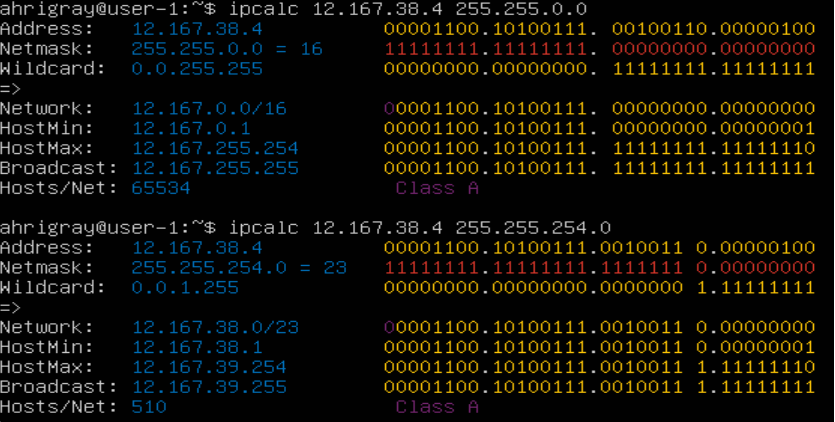 ahrigray@user-1:~$ ipcalc 12.167.38.4 255.255.0.0
Address:   12.167.38.4          00001100.10100111. 00100110.00000100
Netmask:   255.255.0.0 = 16     11111111.11111111. 00000000.00000000
Wildcard:  0.0.255.255          00000000.00000000. 11111111.11111111
=>
Network:   12.167.0.0/16        00001100.10100111. 00000000.00000000
HostMin:   12.167.0.1           00001100.10100111. 00000000.00000001
HostMax:   12.167.255.254       00001100.10100111. 11111111.11111110
Broadcast: 12.167.255.255       00001100.10100111. 11111111.11111111
Hosts/Net: 65534                 Class A
ahrigray@user-1:~$ ipcalc 12.167.38.4 255.255.254.0
Address:   12.167.38.4          00001100.10100111.0010011 0.00000100
Netmask:   255.255.254.0 = 23   11111111.11111111.1111111 0.00000000
Wildcard:  0.0.1.255            00000000.00000000.0000000 1.11111111
=>
Network:   12.167.38.0/23       00001100.10100111.0010011 0.00000000
HostMin:   12.167.38.1          00001100.10100111.0010011 0.00000001
HostMax:   12.167.39.254        00001100.10100111.0010011 1.11111110
Broadcast: 12.167.39.255        00001100.10100111.0010011 1.11111111
Hosts/Net: 510                   Class A